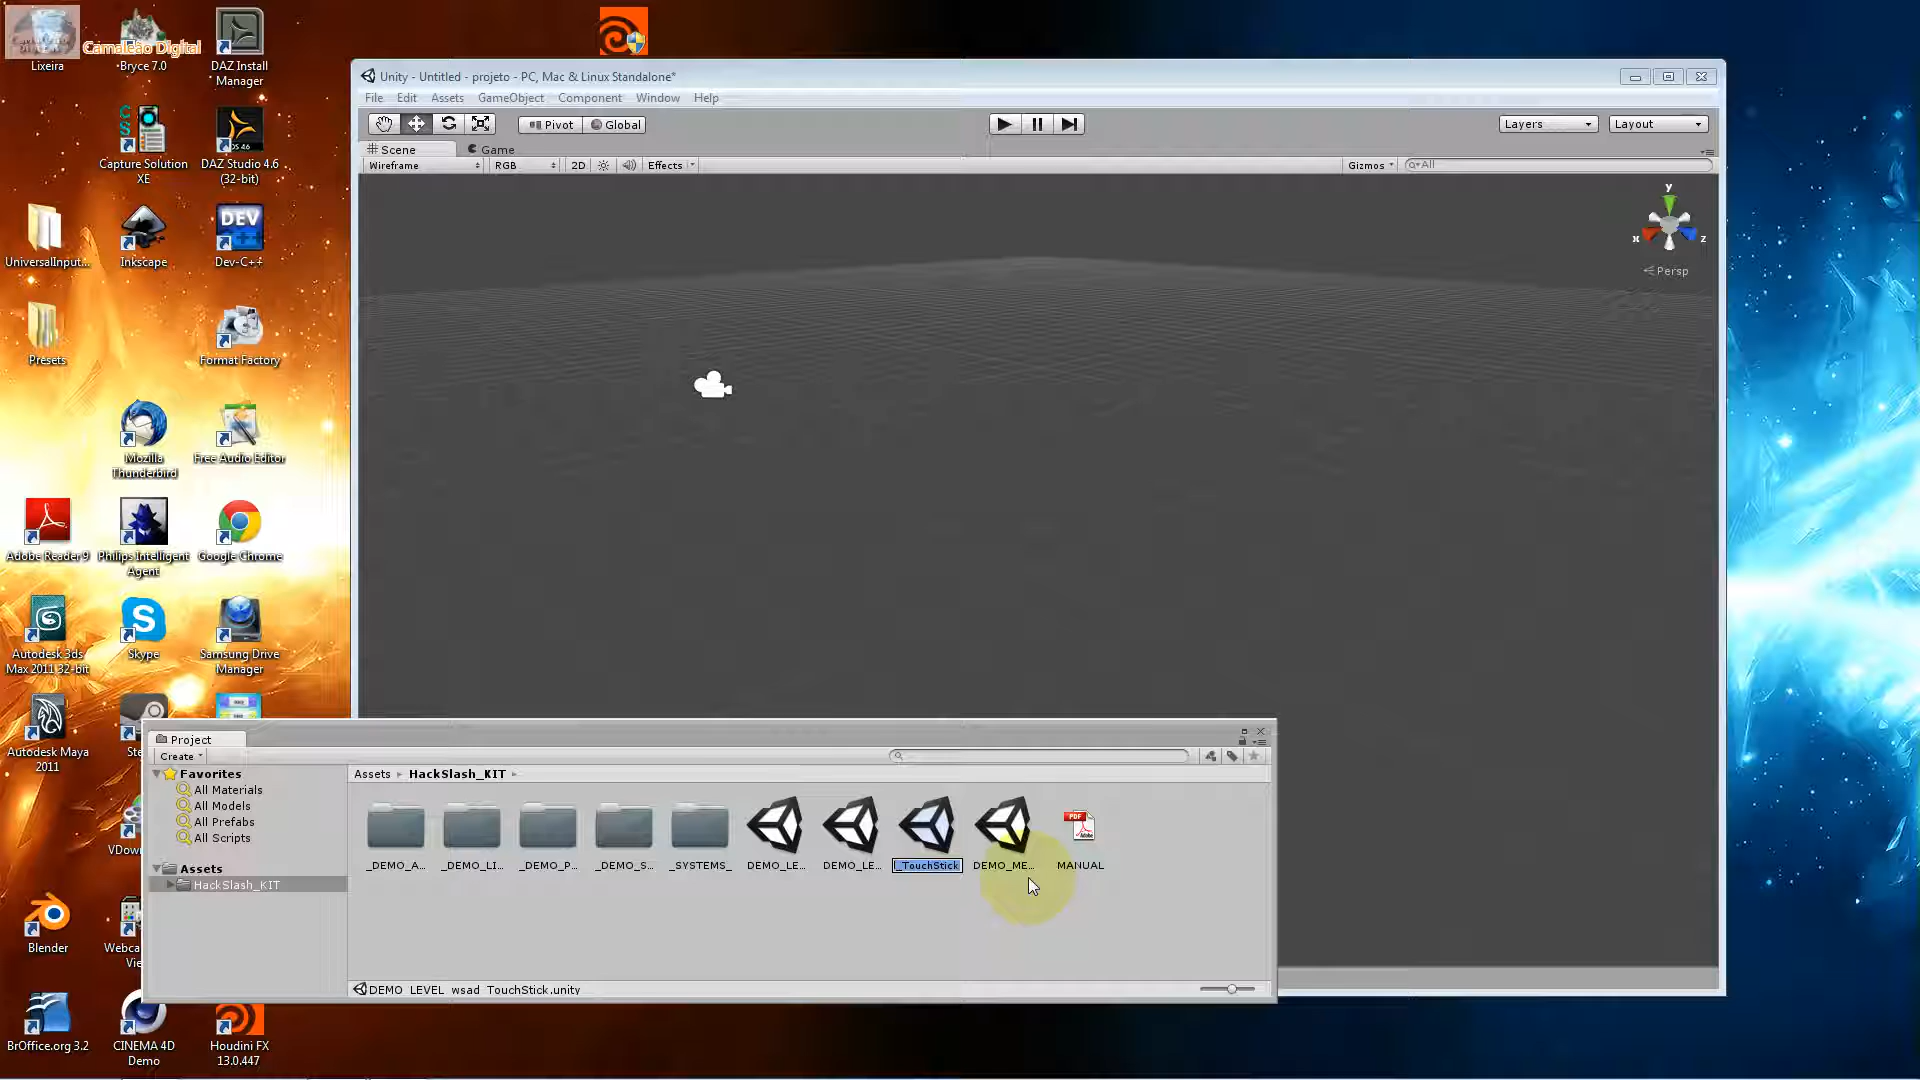 Lixeira
Camaleão Digital
Bryce 7.0
DAZ Install
Manager
Capture Solution
XE
DAZ Studio 4.6
(32-bit)
UniversalInput...
Inkscape
DEV
Dev-C++
Presets
Format Factory
Mozilla
Thunderbird
Free Audio Editor
Adobe Reader 9
Philips Intelligent
Agent
Google Chrome
Autodesk 3ds
Max 2011 32-bit
Skype
Samsung Drive
Manager
Autodesk Maya
2011
Ste
VDow
Blender
Webca
Vie
BrOffice.org 3.2
CINEMA 4D
Demo
Houdini FX
13.0.447
Unity - Untitled - projeto - PC, Mac & Linux Standalone*
File Edit Assets GameObject Component Window Help
Pivot Global
Layers Layout
Scene Game
Wireframe RGB 2D Effects Gizmos All
y
x z
Persp
Project
Create
Favorites
All Materials
All Models
All Prefabs
All Scripts
Assets
HackSlash_KIT
Assets HackSlash_KIT
_DEMO_A... _DEMO_LI... _DEMO_P... _DEMO_S... _SYSTEMS_ DEMO_LE... DEMO_LE... _TouchStick DEMO_ME... MANUAL
PDF
Adobe
DEMO LEVEL wsad TouchStick.unity